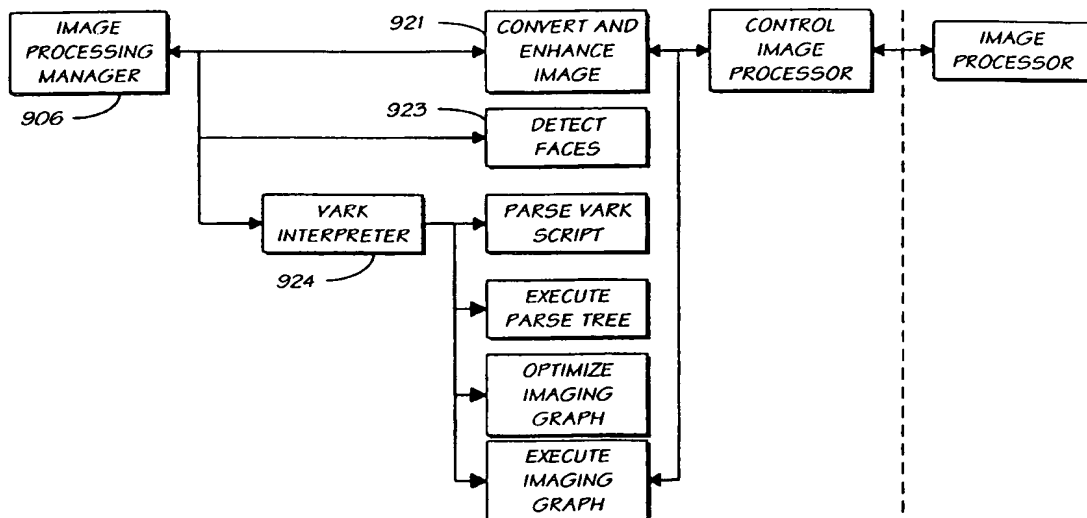 IMAGE
PROCESSING
MANAGER
906
921
CONVERT AND
ENHANCE
IMAGE
CONTROL
IMAGE
PROCESSOR
IMAGE
PROCESSOR
923
DETECT
FACES
VARK
INTERPRETER
924
PARSE VARK
SCRIPT
EXECUTE
PARSE TREE
OPTIMIZE
IMAGING
GRAPH
EXECUTE
IMAGING
GRAPH